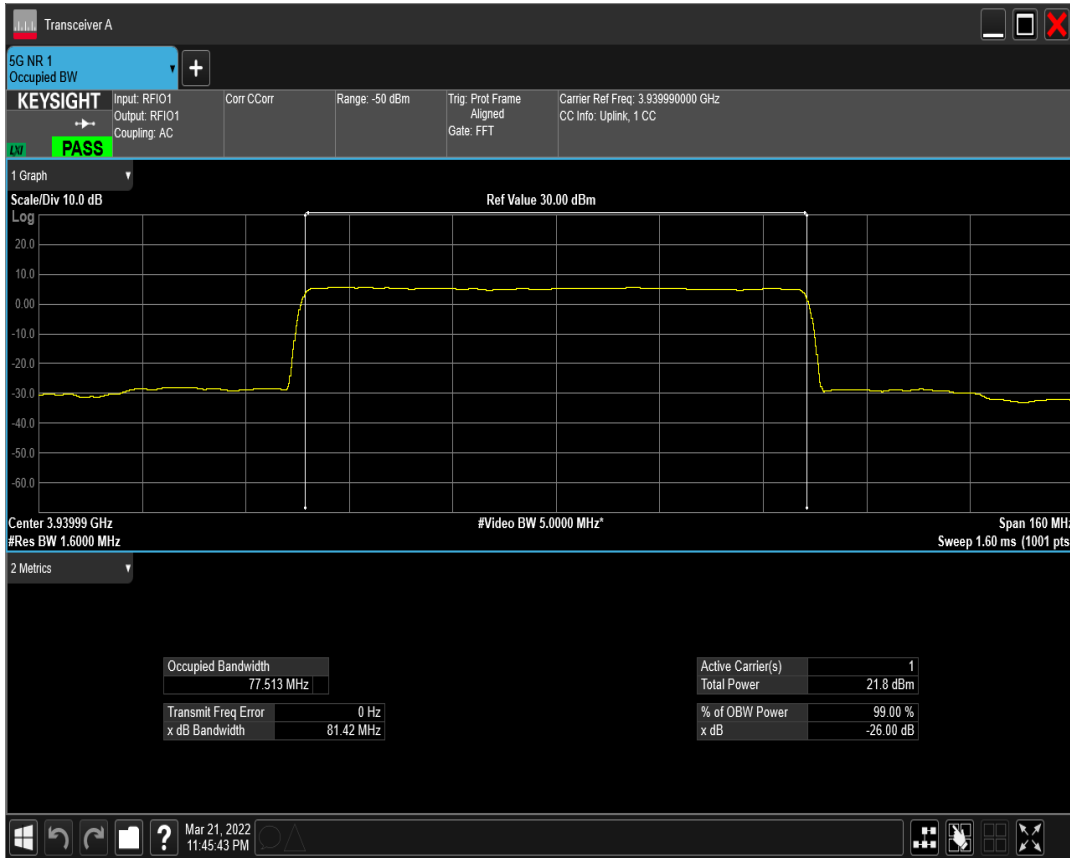 Transceiver A
5G NR 1
Occupied BW
KEYSIGHT
LXI
PASS
Input: RFIO1
Output: RFIO1
Coupling: AC
Corr CCorr
Range: -50 dBm
Trig: Prot Frame
Aligned
Gate: FFT
Carrier Ref Freq: 3.939990000 GHz
CC Info: Uplink, 1 CC
1 Graph
Scale/Div 10.0 dB
Ref Value 30.00 dBm
Log
20.0
10.0
0.00
-10.0
-20.0
-30.0
-40.0
-50.0
-60.0
Center 3.93999 GHz
#Video BW 5.0000 MHz*
Span 160 MHz
#Res BW 1.6000 MHz
Sweep 1.60 ms (1001 pts
2 Metrics
Occupied Bandwidth
77.513 MHz
Transmit Freq Error 0 Hz
x dB Bandwidth 81.42 MHz
Active Carrier(s) 1
Total Power 21.8 dBm
% of OBW Power 99.00 %
x dB -26.00 dB
?
Mar 21, 2022
11:45:43 PM